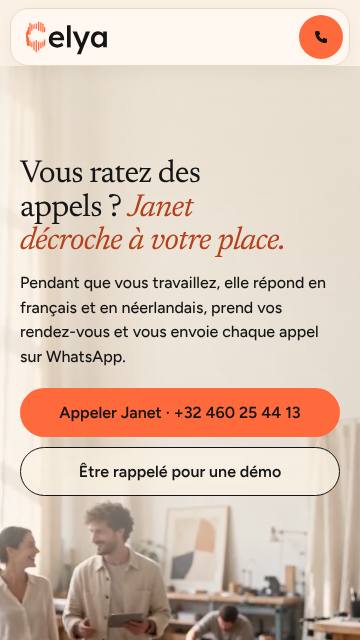 Celya
Vous ratez des
appels ? Janet
décroche à votre place.
Pendant que vous travaillez, elle répond en
français et en néerlandais, prend vos
rendez-vous et vous envoie chaque appel
sur WhatsApp.
Appeler Janet · +32 460 25 44 13
Être rappelé pour une démo